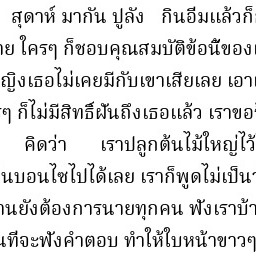 สุดาห์ มากัน ปูลัง กินอิ่มแล้วก็
าย ใครๆ ก็ชอบคุณสมบัติข้อนี้ของเ
ญิงเธอไม่เคยมีกับเขาเสียเลย เอาแ
ๆ ก็ไม่มีสิทธิ์ฝันถึงเธอแล้ว เราขอร
คิดว่า เราปลูกต้นไม้ใหญ่ไว้
นบอนไซไปได้เลย เราก็พูดไม่เป็นา
านยังต้องการนายทุกคน ฟังเราบ้า
นทีจะฟังคำตอบ ทำให้ใบหน้าขาวๆ